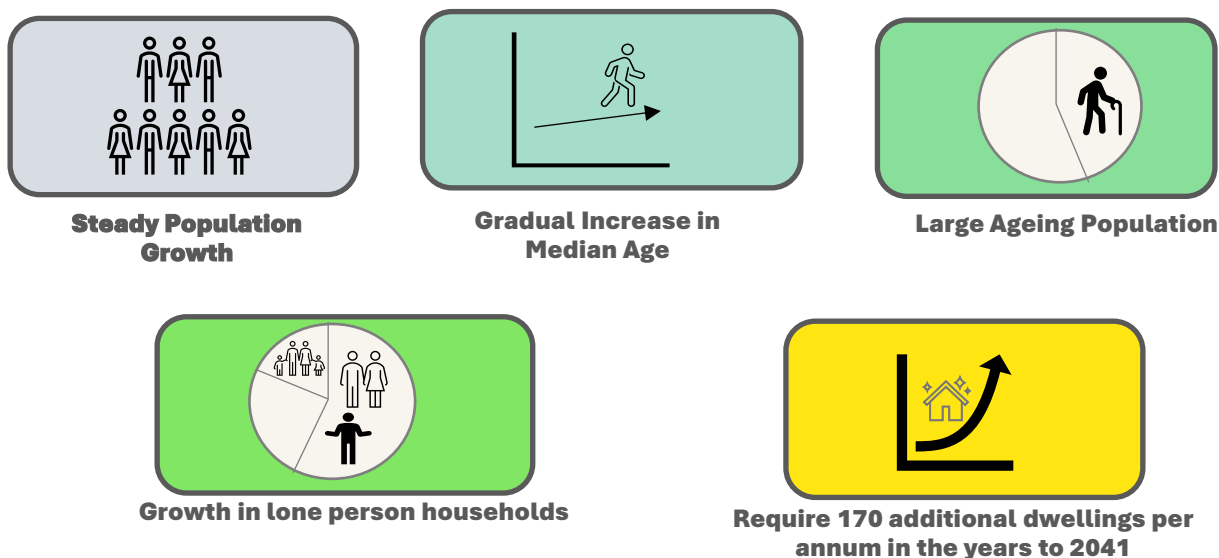 Steady Population
Growth
Gradual Increase in
Median Age
Large Ageing Population
Growth in lone person households
Require 170 additional dwellings per
annum in the years to 2041